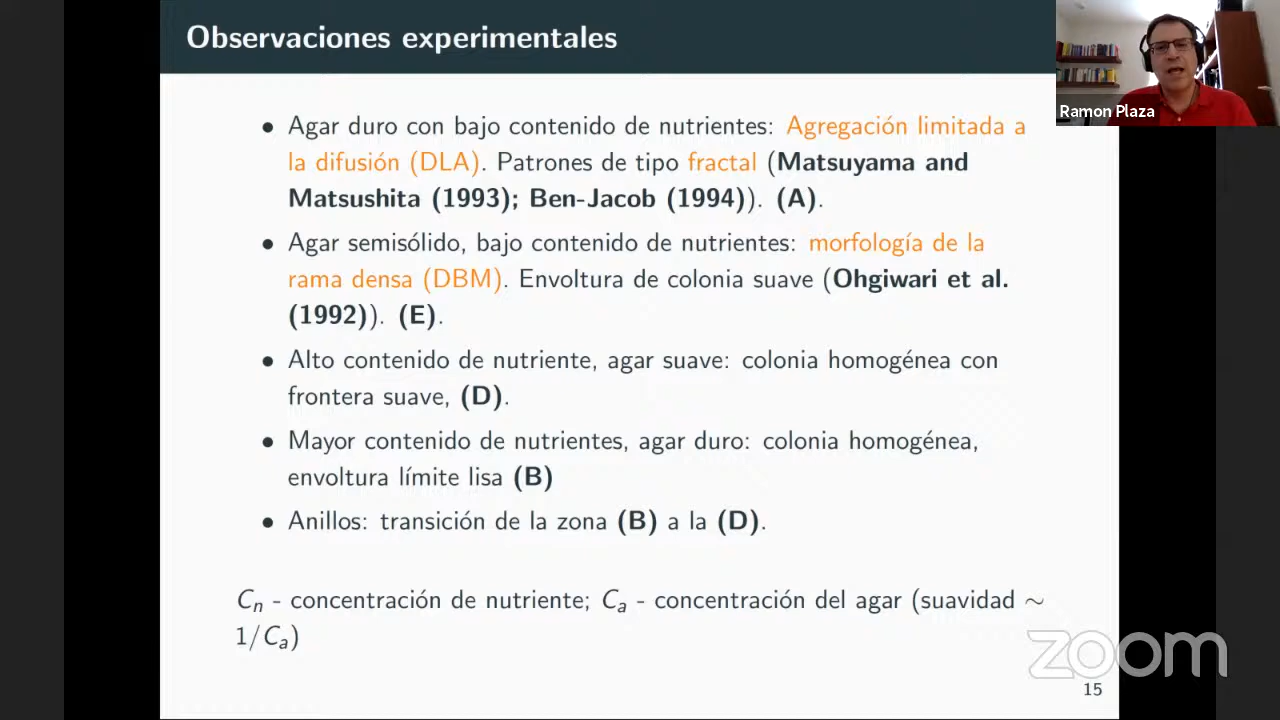 Observaciones experimentales
Ramon Plaza
• Agar duro con bajo contenido de nutrientes: Agregación limitada a
la difusión (DLA). Patrones de tipo fractal (Matsuyama and
Matsushita (1993); Ben-Jacob (1994)). (A).
• Agar semisólido, bajo contenido de nutrientes: morfología de la
rama densa (DBM). Envoltura de colonia suave (Ohgiwari et al.
(1992)). (E).
• Alto contenido de nutriente, agar suave: colonia homogénea con
frontera suave, (D).
• Mayor contenido de nutrientes, agar duro: colonia homogénea,
envoltura límite lisa (B)
• Anillos: transición de la zona (B) a la (D).
Cn - concentración de nutriente; Ca - concentración del agar (suavidad ∼
1/Ca)
zoom
15